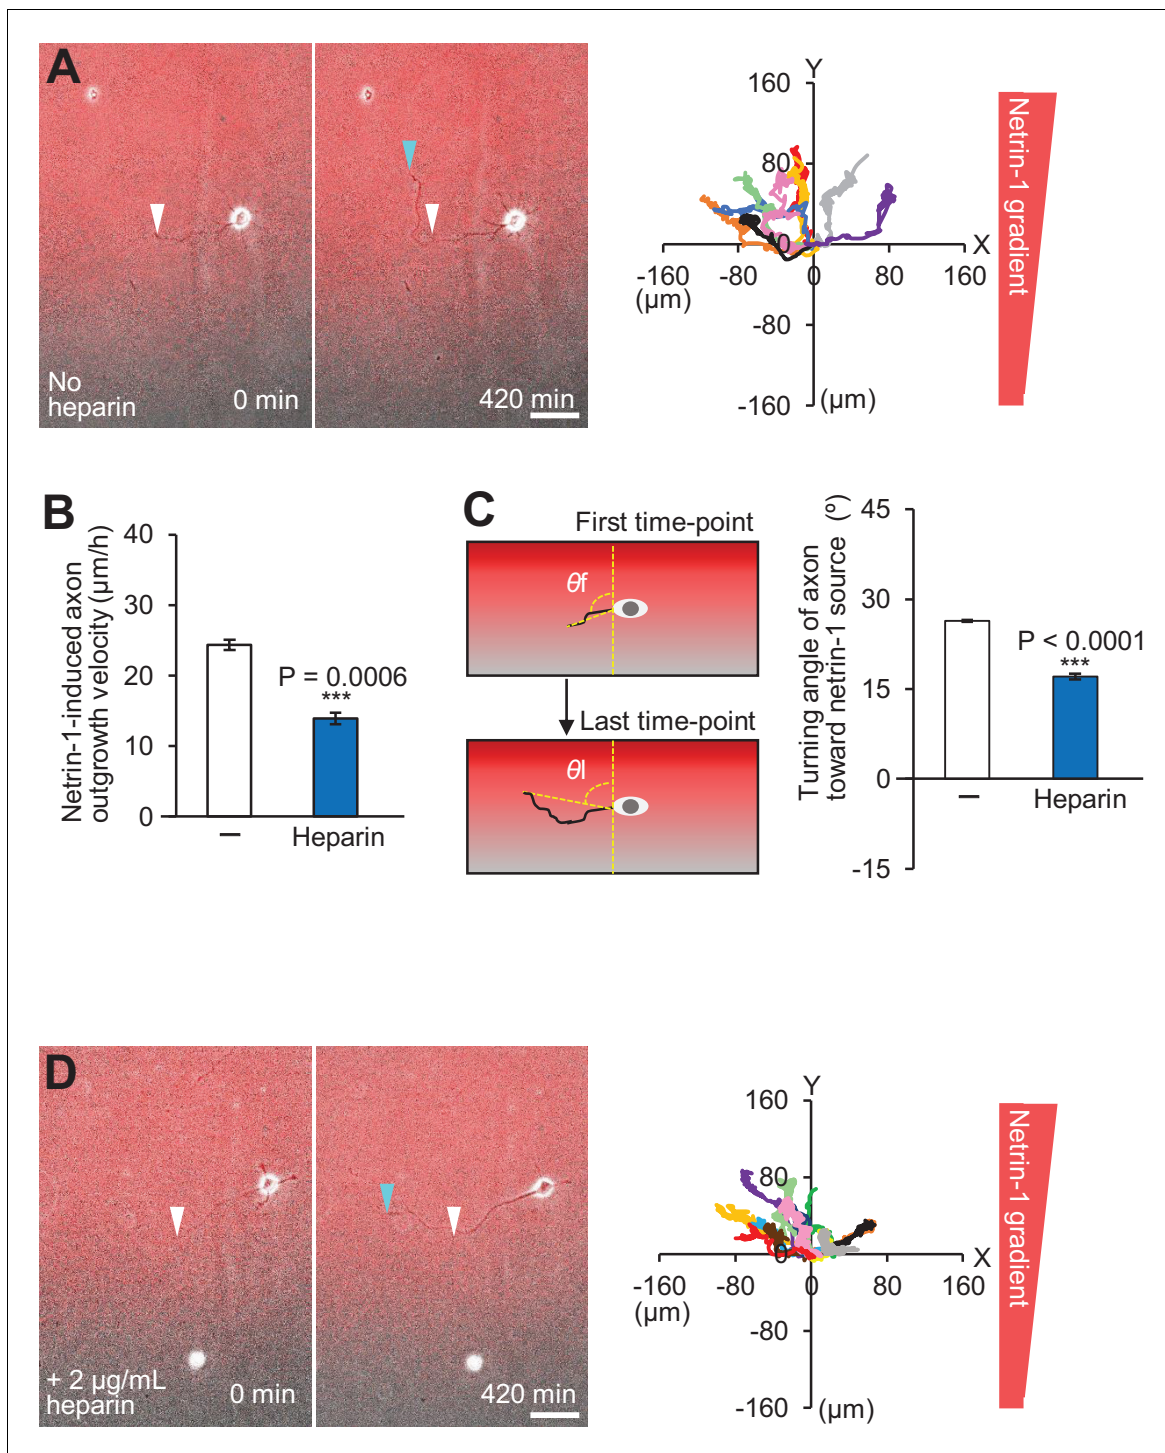 A
No
heparin
0 min
420 min
Y
160
80
0
X
-160
-80
0
80
160
(µm)
-80
-160
(µm)
Netrin-1 gradient
B
Netrin-1-induced axon
outgrowth velocity (µm/h)
40
30
20
10
0
P = 0.0006
***
–
Heparin
C
First time-point
θf
Last time-point
θl
Turning angle of axon
toward netrin-1 source (º)
45
30
15
0
-15
P < 0.0001
***
–
Heparin
D
+ 2 µg/mL
heparin
0 min
420 min
Y
160
80
0
X
-160
-80
0
80
160
(µm)
-80
-160
(µm)
Netrin-1 gradient